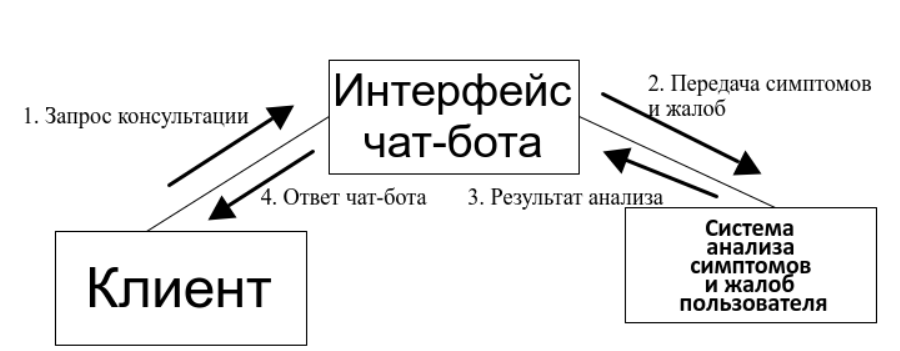 Интерфейс
чат-бота
2. Передача симптомов
и жалоб
1. Запрос консультации
4. Ответ чат-бота
3. Результат анализа
Клиент
Система
анализа
симптомов
и жалоб
пользователя